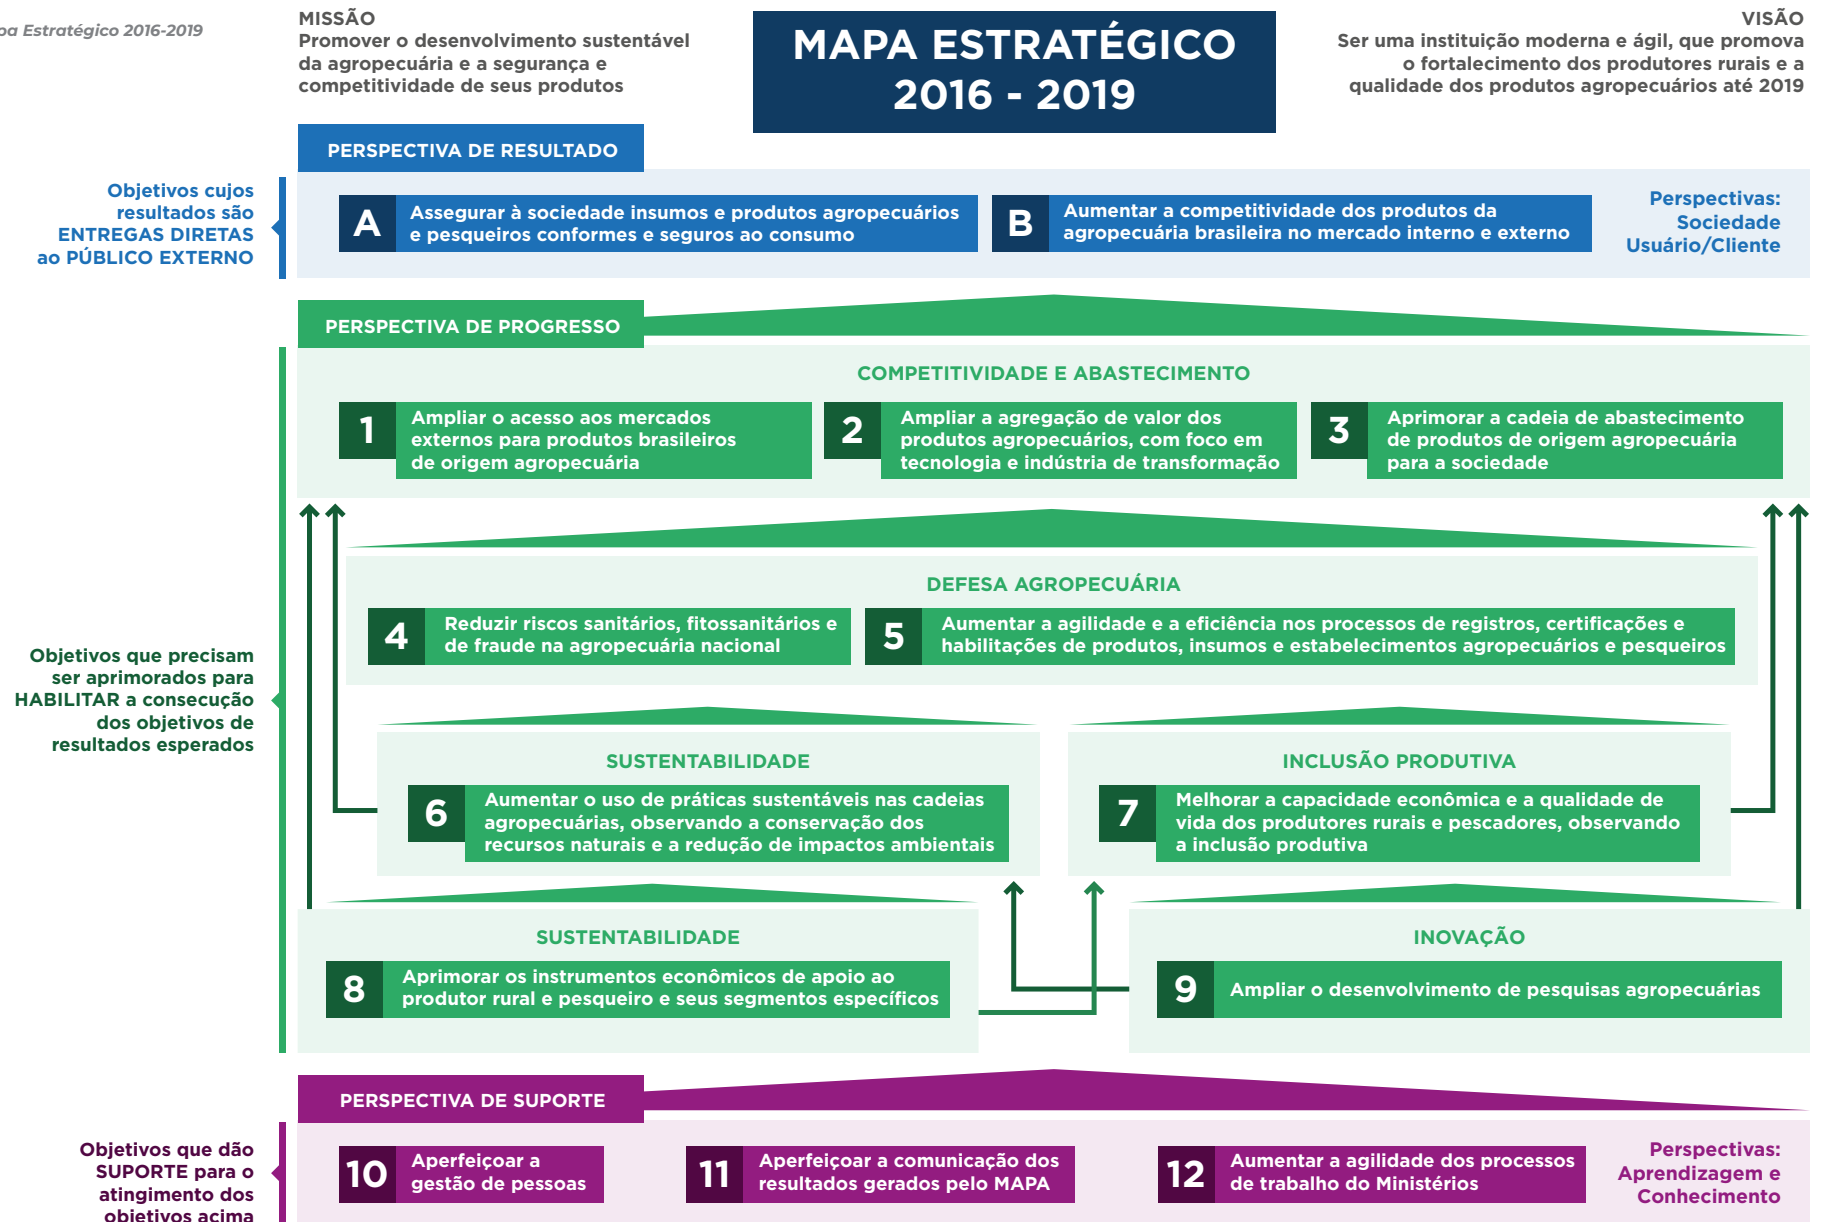 pa Estratégico 2016-2019
MISSÃO
Promover o desenvolvimento sustentável
da agropecuária e a segurança e
competitividade de seus produtos
MAPA ESTRATÉGICO
2016 - 2019
VISÃO
Ser uma instituição moderna e ágil, que promova
o fortalecimento dos produtores rurais e a
qualidade dos produtos agropecuários até 2019
PERSPECTIVA DE RESULTADO
Objetivos cujos
resultados são
ENTREGAS DIRETAS
ao PÚBLICO EXTERNO
A
Assegurar à sociedade insumos e produtos agropecuários
e pesqueiros conformes e seguros ao consumo
B
Aumentar a competitividade dos produtos da
agropecuária brasileira no mercado interno e externo
Perspectivas:
Sociedade
Usuário/Cliente
PERSPECTIVA DE PROGRESSO
COMPETITIVIDADE E ABASTECIMENTO
1
Ampliar o acesso aos mercados
externos para produtos brasileiros
de origem agropecuária
2
Ampliar a agregação de valor dos
produtos agropecuários, com foco em
tecnologia e indústria de transformação
3
Aprimorar a cadeia de abastecimento
de produtos de origem agropecuária
para a sociedade
DEFESA AGROPECUÁRIA
4
Reduzir riscos sanitários, fitossanitários e
de fraude na agropecuária nacional
5
Aumentar a agilidade e a eficiência nos processos de registros, certificações e
habilitações de produtos, insumos e estabelecimentos agropecuários e pesqueiros
Objetivos que precisam
ser aprimorados para
HABILITAR a consecução
dos objetivos de
resultados esperados
SUSTENTABILIDADE
6
Aumentar o uso de práticas sustentáveis nas cadeias
agropecuárias, observando a conservação dos
recursos naturais e a redução de impactos ambientais
INCLUSÃO PRODUTIVA
7
Melhorar a capacidade econômica e a qualidade de
vida dos produtores rurais e pescadores, observando
a inclusão produtiva
SUSTENTABILIDADE
8
Aprimorar os instrumentos econômicos de apoio ao
produtor rural e pesqueiro e seus segmentos específicos
INOVAÇÃO
9
Ampliar o desenvolvimento de pesquisas agropecuárias
PERSPECTIVA DE SUPORTE
Objetivos que dão
SUPORTE para o
atingimento dos
objetivos acima
10
Aperfeiçoar a
gestão de pessoas
11
Aperfeiçoar a comunicação dos
resultados gerados pelo MAPA
12
Aumentar a agilidade dos processos
de trabalho do Ministérios
Perspectivas:
Aprendizagem e
Conhecimento